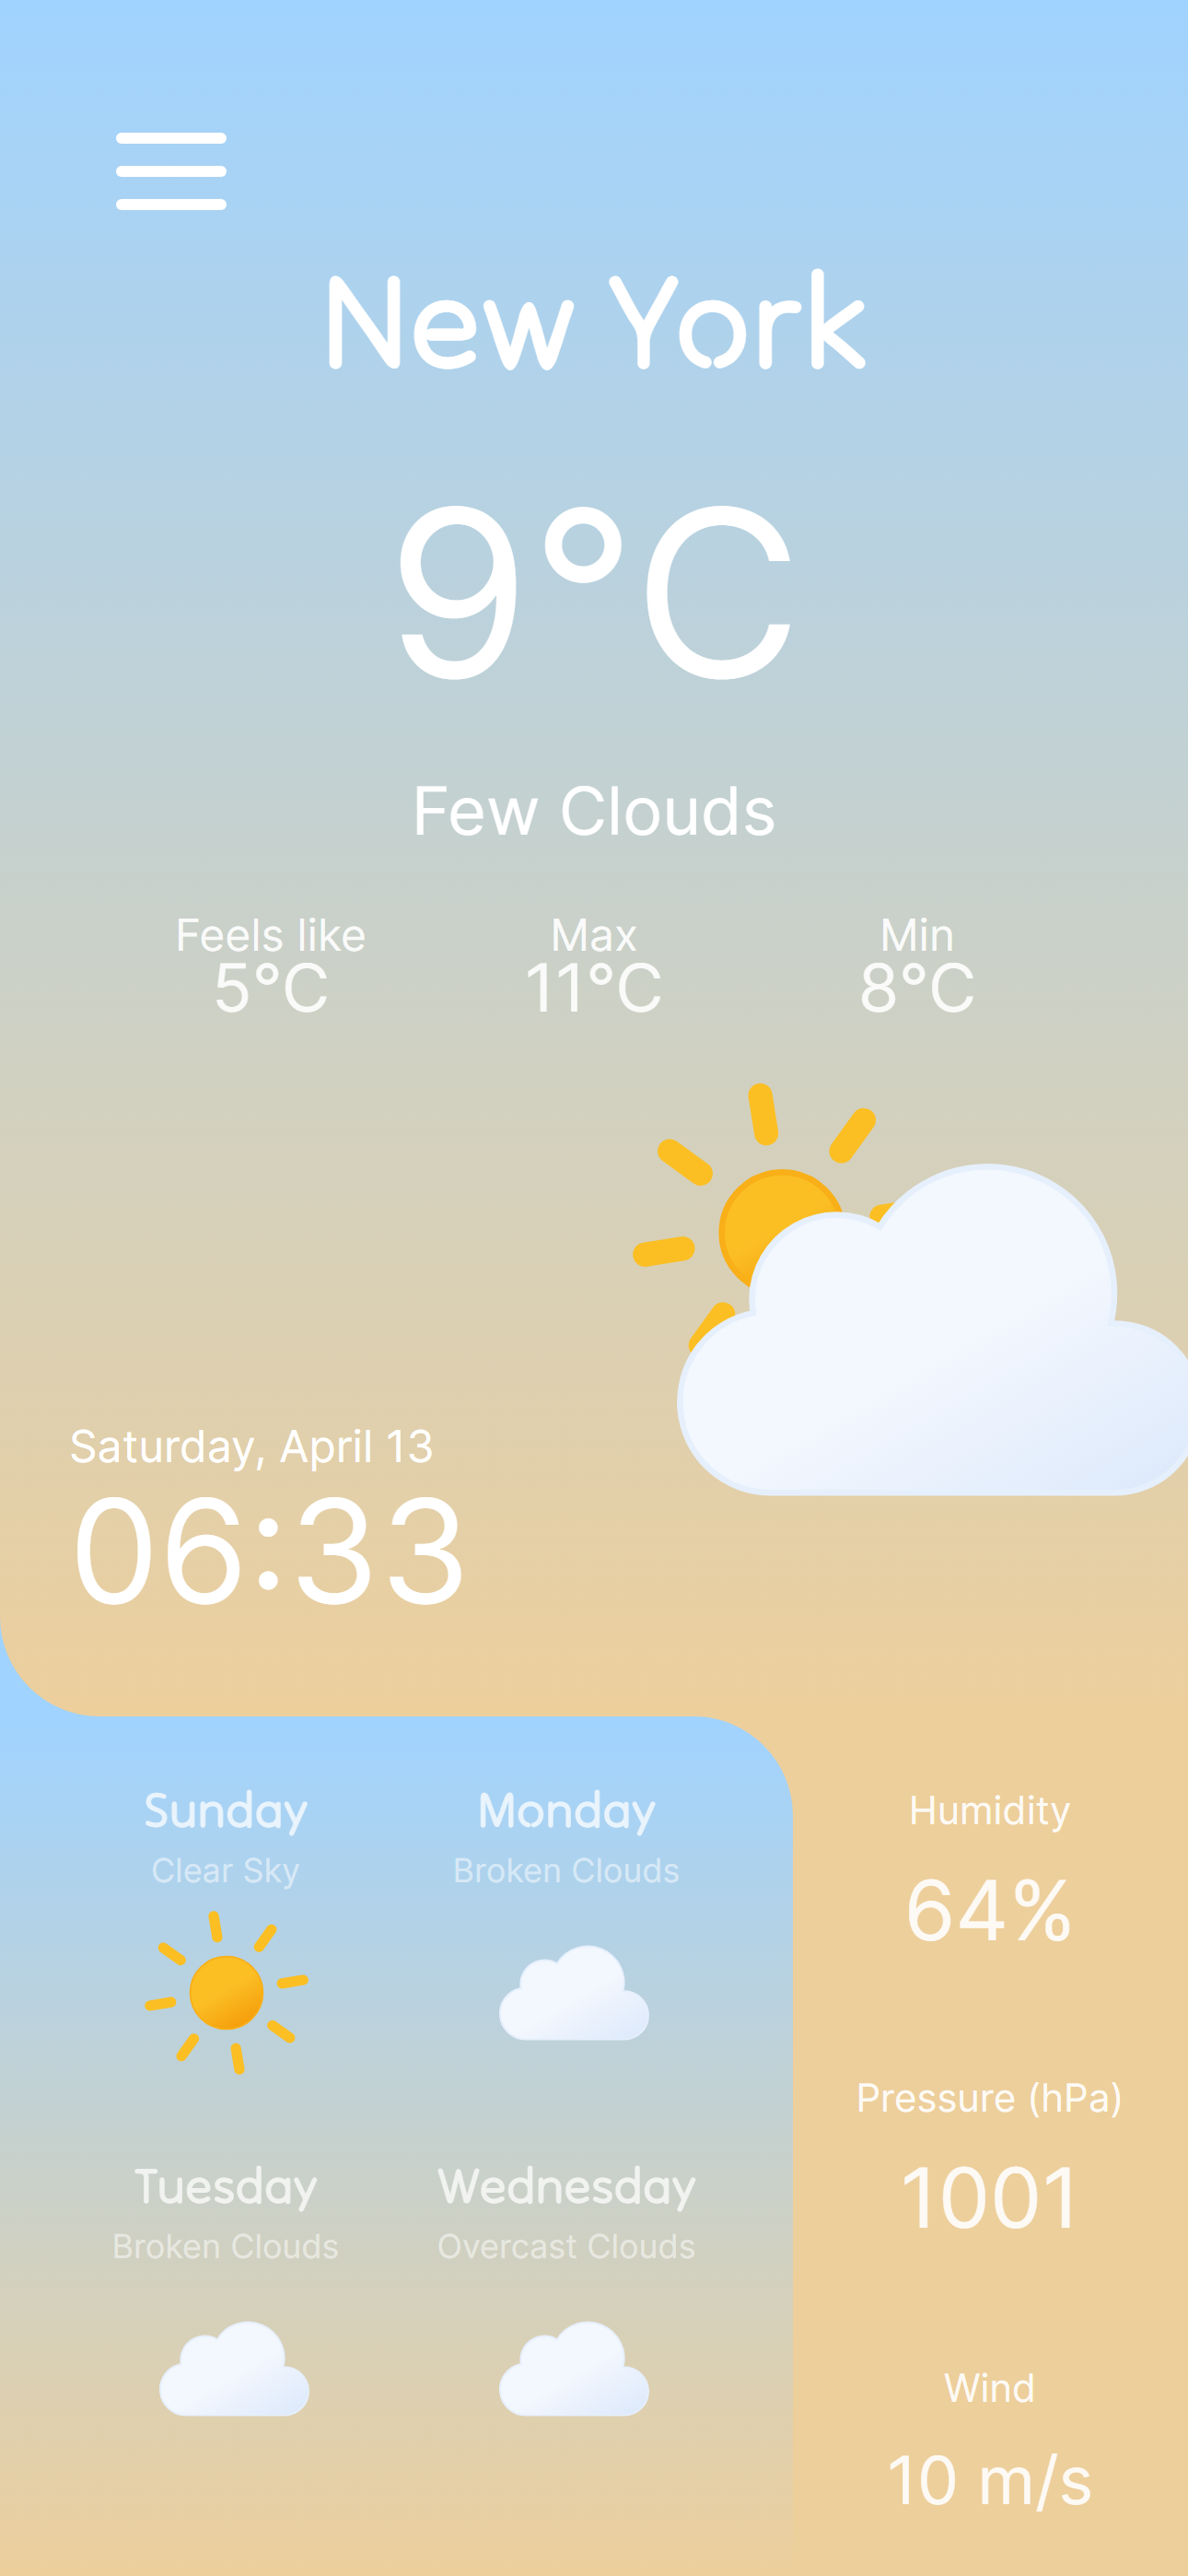 New York
9°C
Few Clouds
Feels like Max Min
5°C 11°C 8°C
Saturday, April 13
06:33
Sunday Monday
Clear Sky Broken Clouds
Tuesday Wednesday
Broken Clouds Overcast Clouds
Humidity
64%
Pressure (hPa)
1001
Wind
10 m/s